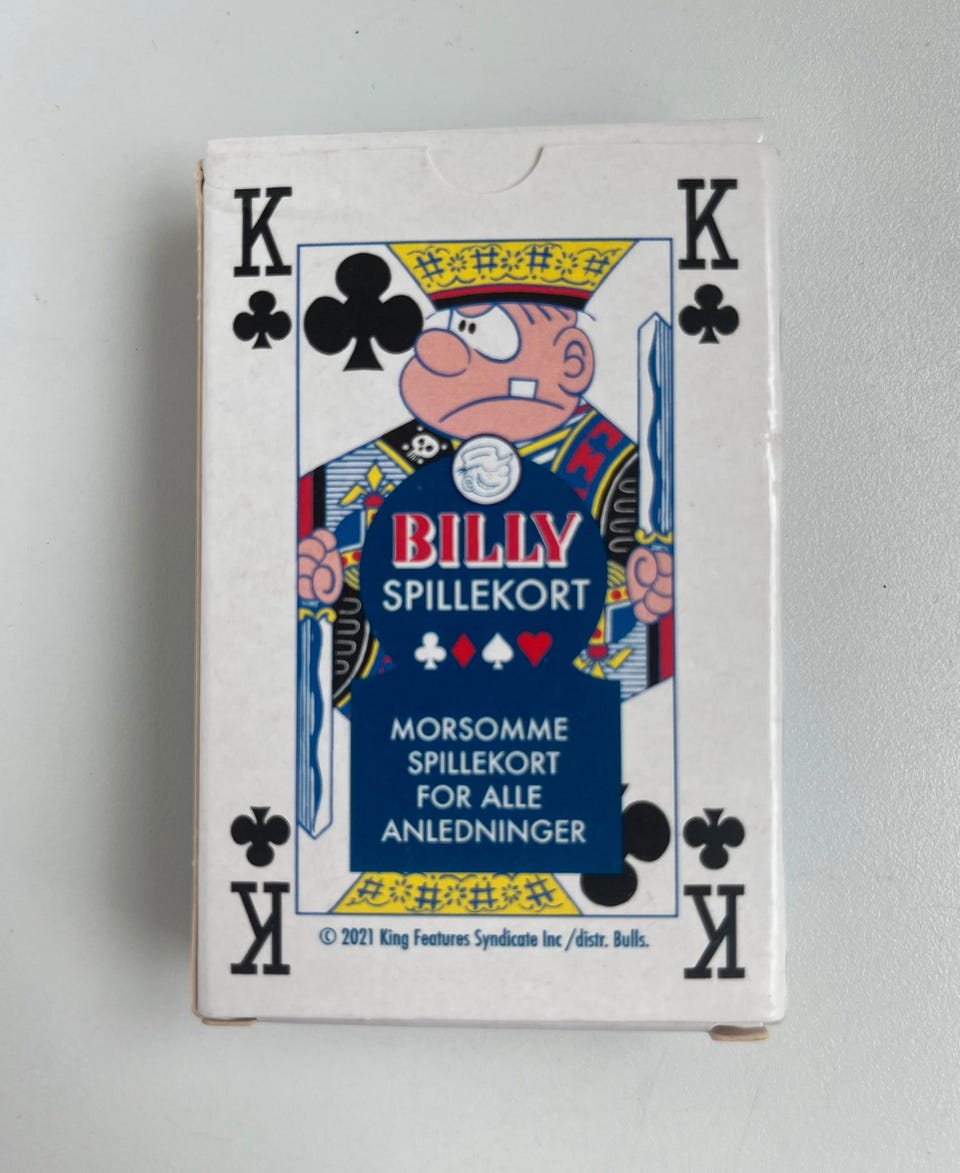 K K
BILLY
SPILLEKORT
MORSOMME
SPILLEKORT
FOR ALLE
ANLEDNINGER
K K
© 2021 King Features Syndicate Inc /distr. Bulls.